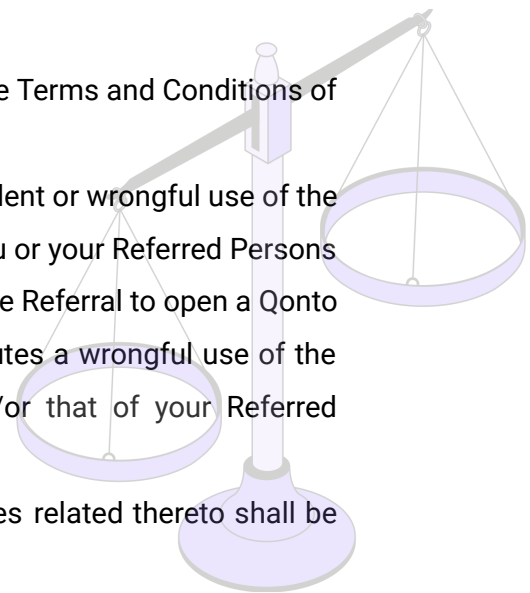 e Terms and Conditions of
lent or wrongful use of the
u or your Referred Persons
e Referral to open a Qonto
utes a wrongful use of the
/or that of your Referred
es related thereto shall be